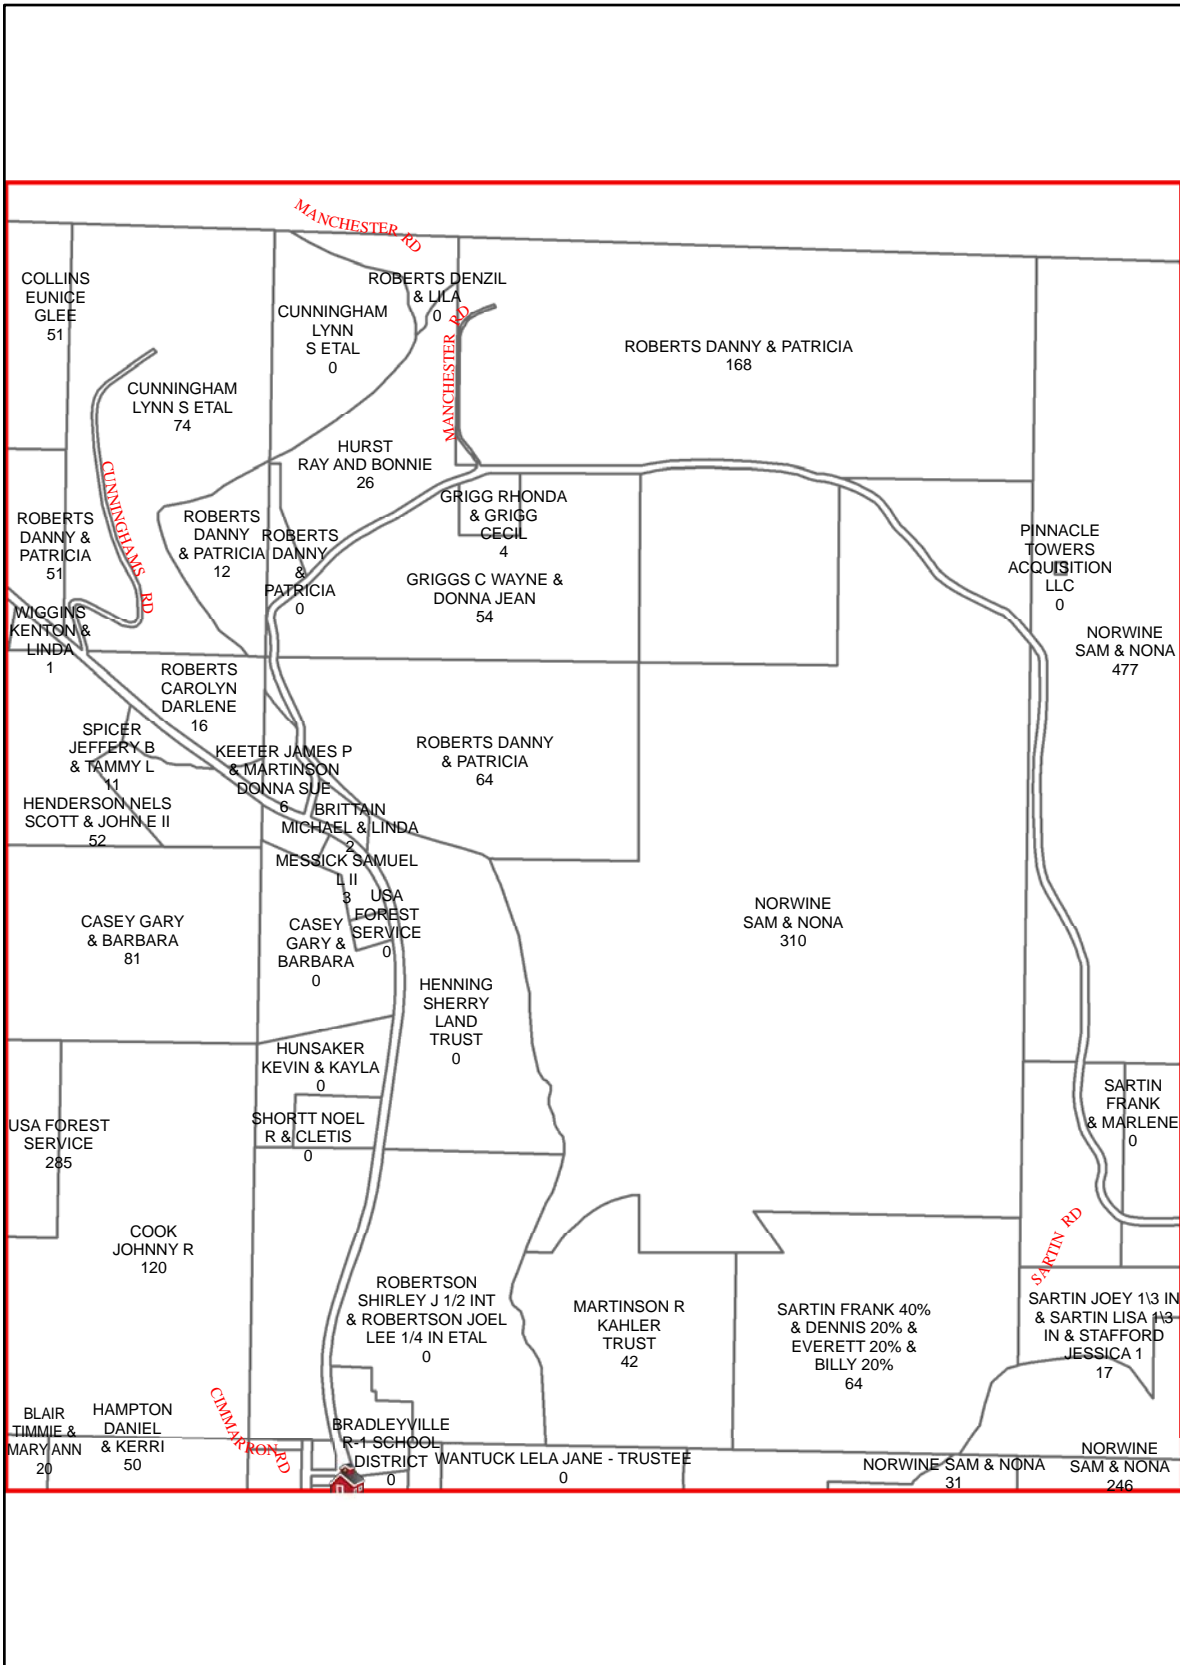 MANCHESTER RD
COLLINS
EUNICE
GLEE
51
CUNNINGHAM
LYNN
S ETAL
0
ROBERTS DENZIL
& LILA
0
MANCHESTER RD
ROBERTS DANNY & PATRICIA
168
CUNNINGHAM
LYNN S ETAL
74
HURST
RAY AND BONNIE
26
CUNNINGHAMS RD
ROBERTS
DANNY &
PATRICIA
51
ROBERTS
DANNY
& PATRICIA
12
ROBERTS
DANNY
&
PATRICIA
0
GRIGG RHONDA
& GRIGG
CECIL
4
GRIGGS C WAYNE &
DONNA JEAN
54
PINNACLE
TOWERS
ACQUISITION
LLC
0
NORWINE
SAM & NONA
477
WIGGINS
KENTON &
LINDA
1
ROBERTS
CAROLYN
DARLENE
16
SPICER
JEFFERY B
& TAMMY L
11
KEETER JAMES P
& MARTINSON
DONNA SUE
6
ROBERTS DANNY
& PATRICIA
64
HENDERSON NELS
SCOTT & JOHN E II
52
BRITTAIN
MICHAEL & LINDA
2
MESSICK SAMUEL
L II
3
USA
FOREST
SERVICE
0
CASEY GARY
& BARBARA
81
CASEY
GARY &
BARBARA
0
NORWINE
SAM & NONA
310
HENNING
SHERRY
LAND
TRUST
0
HUNSAKER
KEVIN & KAYLA
0
SHORTT NOEL
R & CLETIS
0
USA FOREST
SERVICE
285
SARTIN
FRANK
& MARLENE
0
COOK
JOHNNY R
120
SARTIN RD
ROBERTSON
SHIRLEY J 1/2 INT
& ROBERTSON JOEL
LEE 1/4 IN ETAL
0
MARTINSON R
KAHLER
TRUST
42
SARTIN FRANK 40%
& DENNIS 20% &
EVERETT 20% &
BILLY 20%
64
SARTIN JOEY 1\3 IN
& SARTIN LISA 1\3
IN & STAFFORD
JESSICA 1
17
CIMMARRON RD
BLAIR
TIMMIE &
MARY ANN
20
HAMPTON
DANIEL
& KERRI
50
BRADLEYVILLE
R-1 SCHOOL
DISTRICT
0
WANTUCK LELA JANE - TRUSTEE
0
NORWINE SAM & NONA
31
NORWINE
SAM & NONA
246